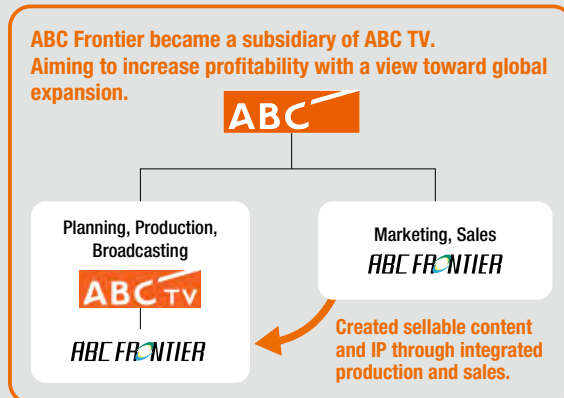 ABC Frontier became a subsidiary of ABC TV.
Aiming to increase profitability with a view toward global
expansion.
ABC
Planning, Production,
Broadcasting
ABC TV
ABC FRONTIER
Marketing, Sales
ABC FRONTIER
Created sellable content
and IP through integrated
production and sales.